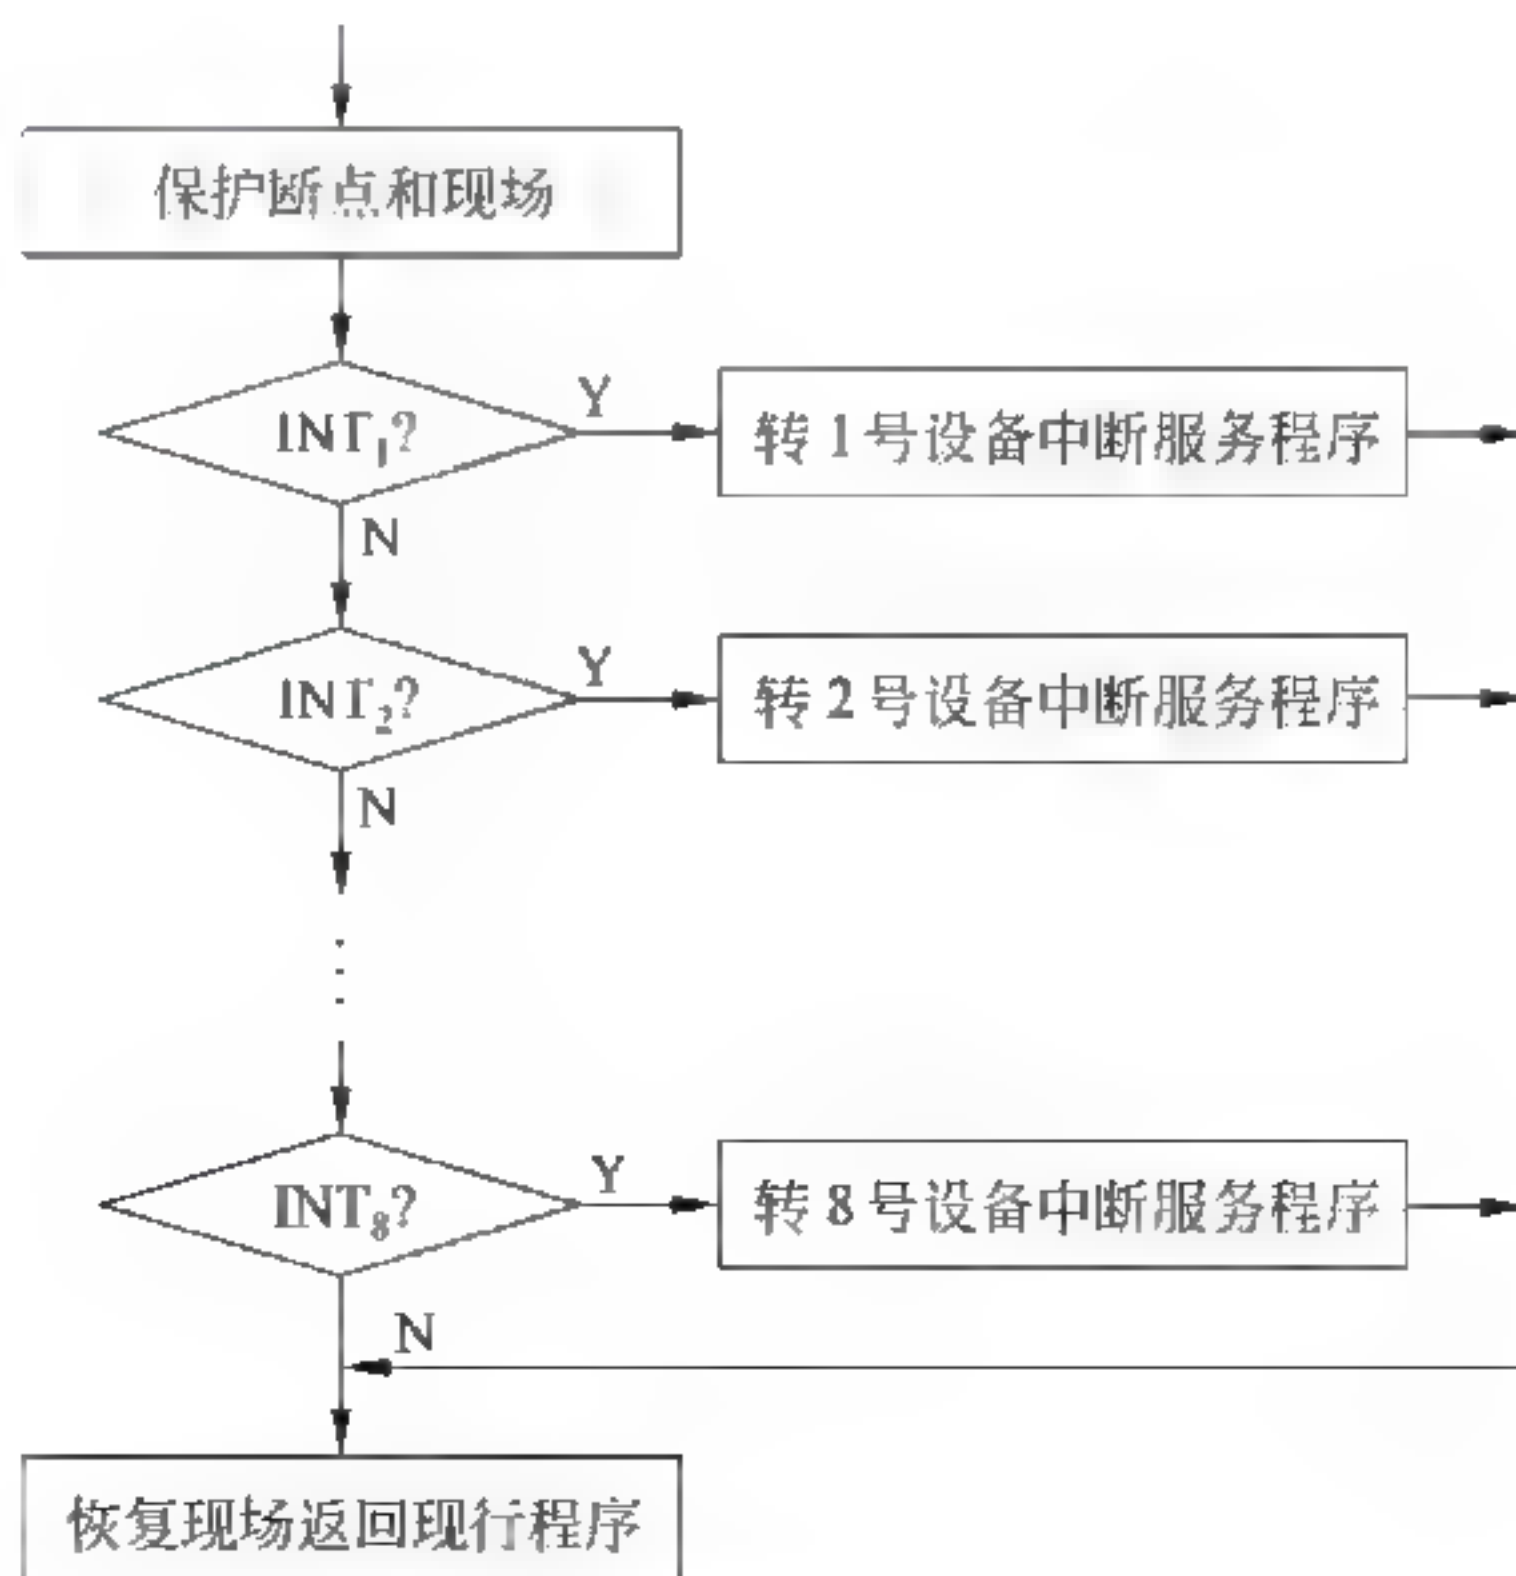 保护断点和现场
INT₁?
Y
转1号设备中断服务程序
N
INT₂?
Y
转2号设备中断服务程序
N
INT₈?
Y
转8号设备中断服务程序
N
恢复现场返回现行程序